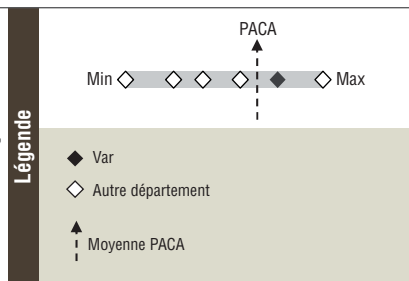 Légende
PACA
Min
Max
Var
Autre département
Moyenne PACA